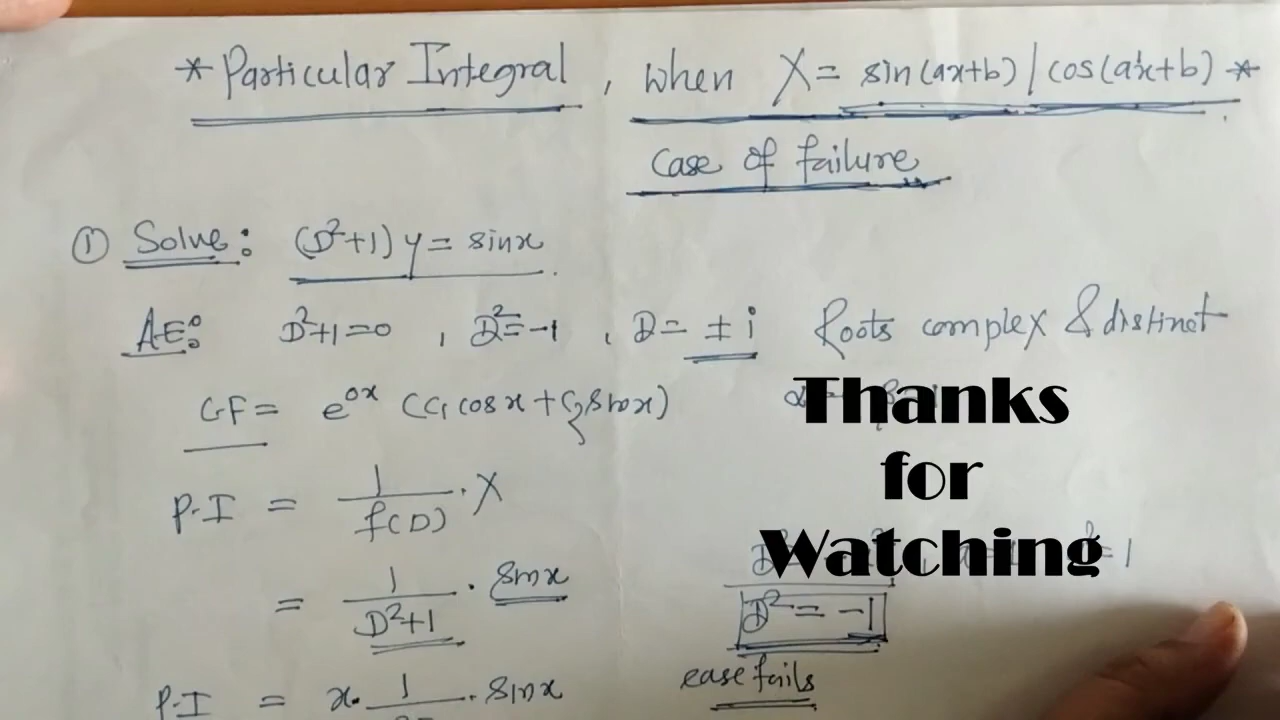 * Particular Integral, when X = sin(ax+b) / cos(ax+b) *
Case of failure
① Solve: (D²+1) y = sinx
A.E: D²+1=0 , D²=-1 , D= ±i Roots complex & distinct
CF = e^{0x} (C₁ cosx + C₂ sinx)
Thanks
for
Watching
P.I = 1/f(D) . X
= 1/(D²+1) . sinx
D² = -1
case fails
P.I = x. 1/ . sinx